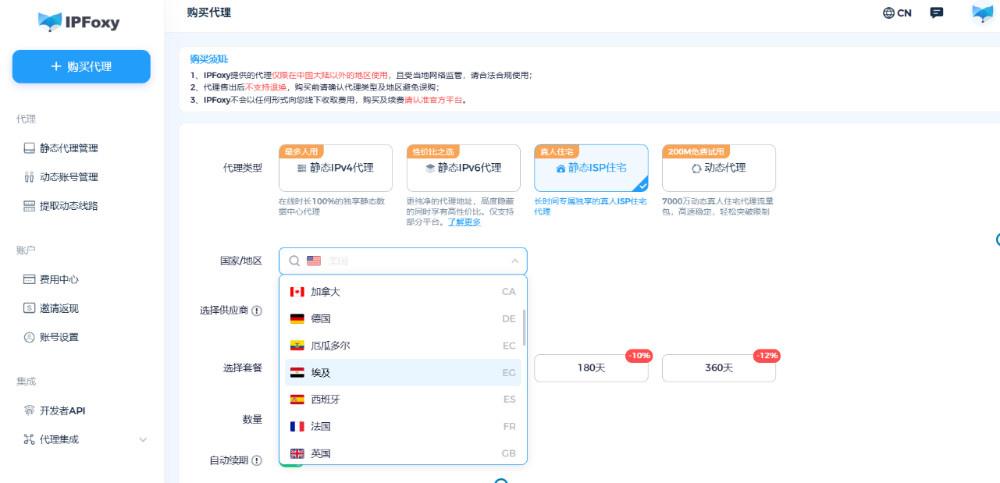 IPFoxy
购买代理
CN
+ 购买代理
购买须知:
1、IPFoxy提供的代理仅限在中国大陆以外的地区使用，且受当地网络监管，请合法合规使用；
2、代理售出后不支持退换，购买前请确认代理类型及地区避免误购；
3、IPFoxy不会以任何形式向您线下收取费用，购买及续费请认准官方平台。
代理
静态代理管理
动态账号管理
提取动态线路
账户
费用中心
邀请返现
账号设置
集成
开发者API
代理集成
代理类型
最多人用
静态IPv4代理
在线时长100%的独享静态数
据中心代理
性价比之选
静态IPv6代理
更纯净的代理地址，高度隐蔽
的同时享有高性价比。仅支持
部分平台。了解更多
真人住宅
静态ISP住宅
长时间专属独享的真人ISP住宅
代理
200M免费试用
动态代理
7000万动态真人住宅代理流量
包，高速稳定，轻松突破限制
国家/地区
美国
加拿大 CA
德国 DE
厄瓜多尔 EC
埃及 EG
西班牙 ES
法国 FR
英国 GB
选择供应商
选择套餐
180天 -10%
360天 -12%
数量
自动续期